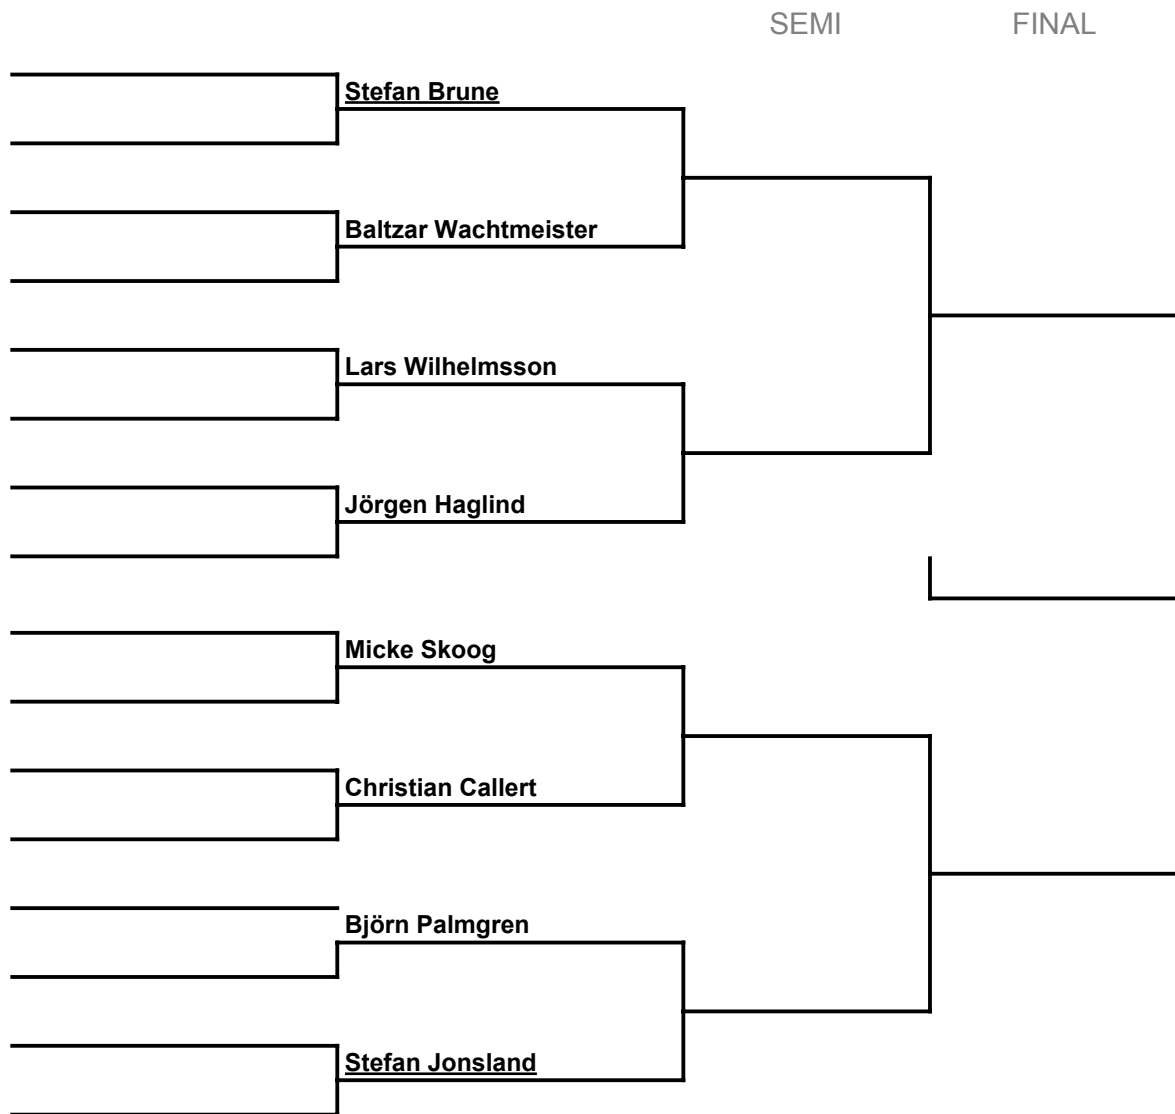 SEMI FINAL
Stefan Brune
Baltzar Wachtmeister
Lars Wilhelmsson
Jörgen Haglind
Micke Skoog
Christian Callert
Björn Palmgren
Stefan Jonsland